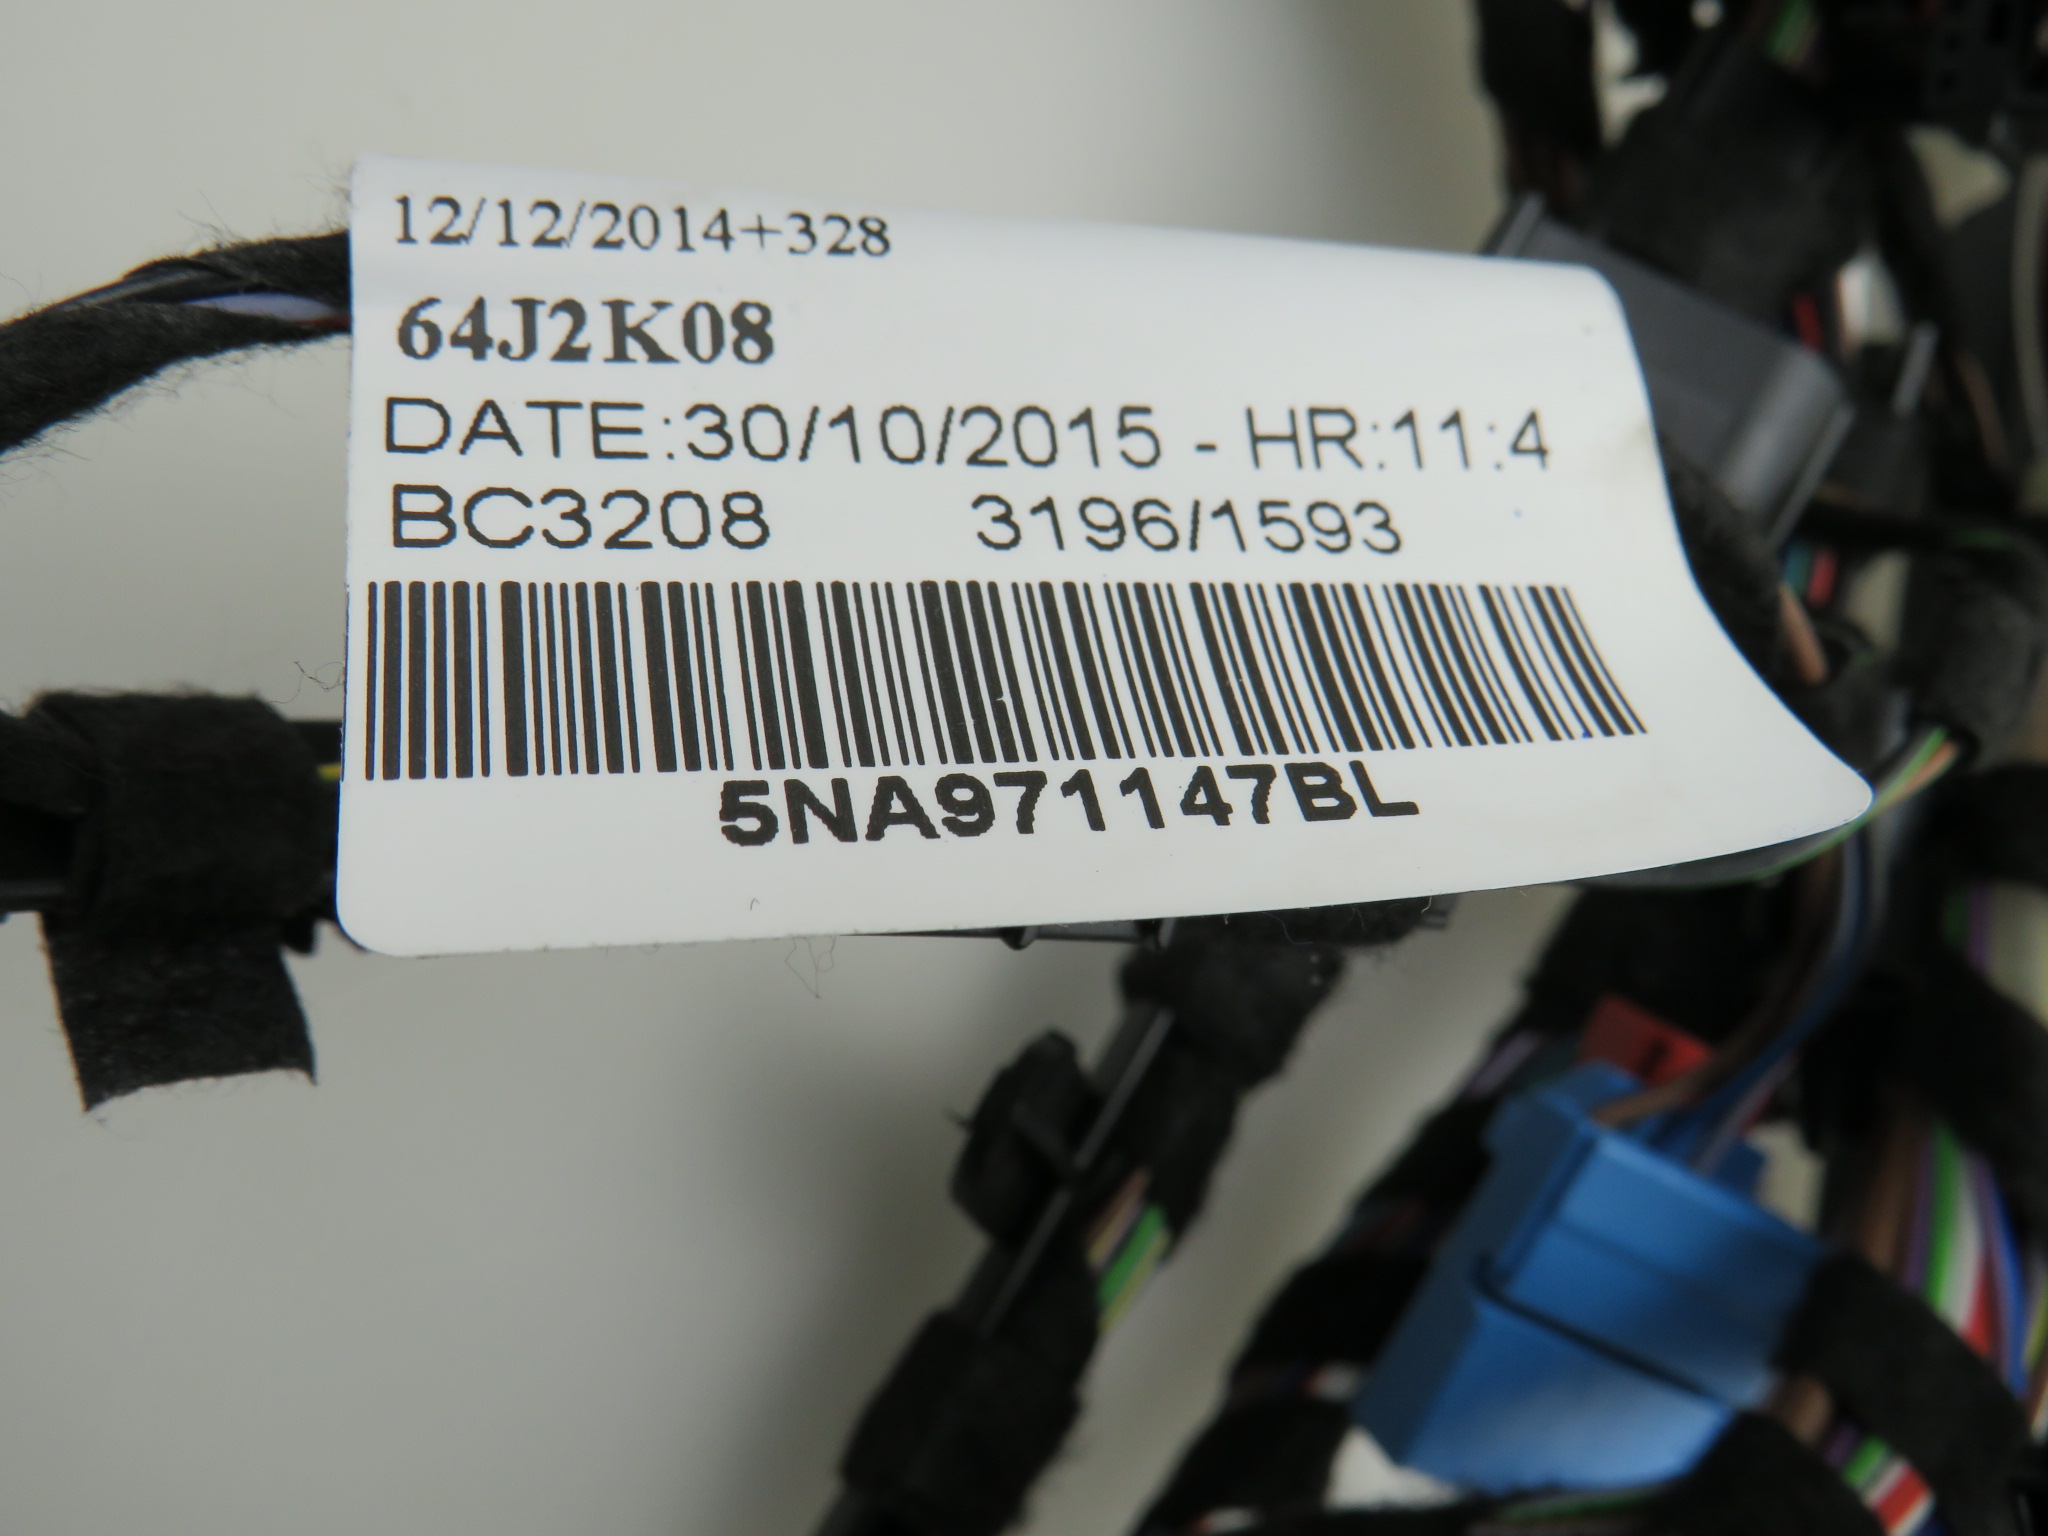 12/12/2014+328
64J2K08
DATE:30/10/2015 - HR:11:4
BC3208 3196/1593
5NA971147BL